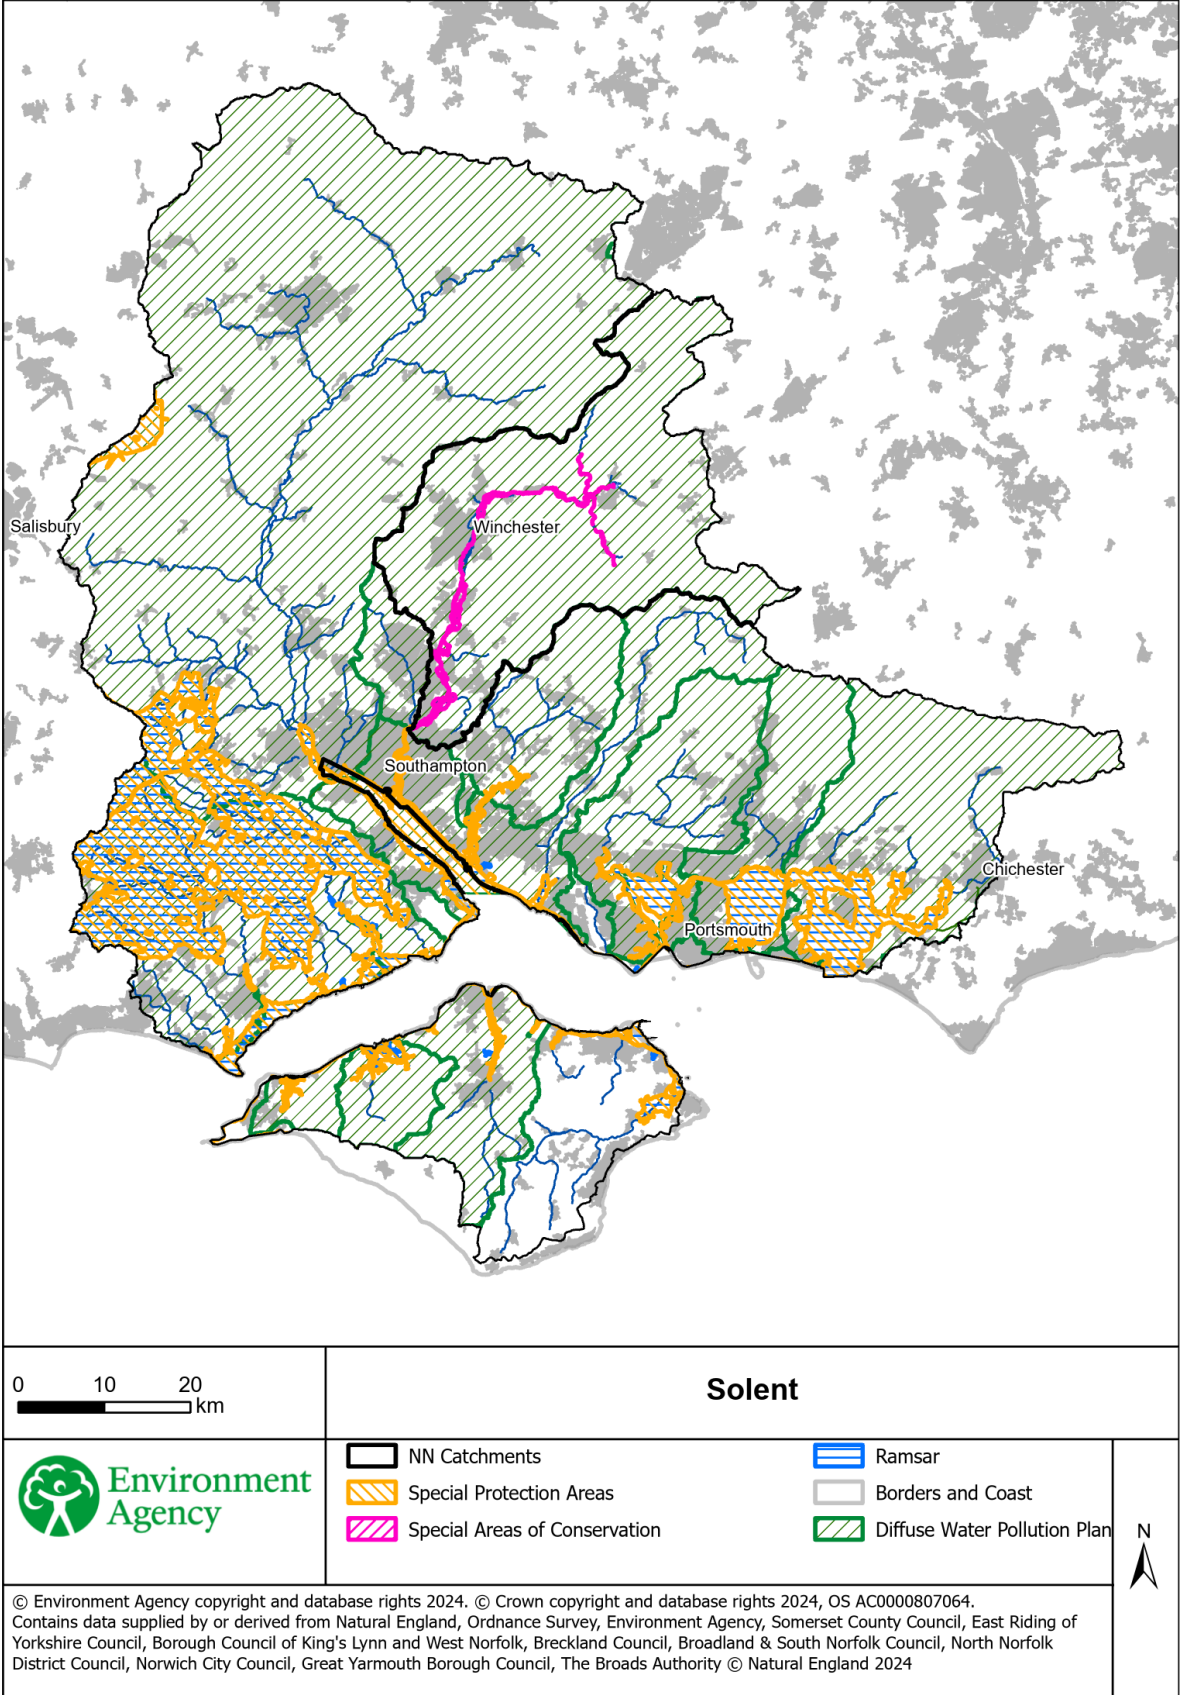 Salisbury
Winchester
Southampton
Chichester
Portsmouth
0 10 20
km
Solent
Environment
Agency
NN Catchments
Special Protection Areas
Special Areas of Conservation
Ramsar
Borders and Coast
Diffuse Water Pollution Plan
N
© Environment Agency copyright and database rights 2024. © Crown copyright and database rights 2024, OS AC0000807064.
Contains data supplied by or derived from Natural England, Ordnance Survey, Environment Agency, Somerset County Council, East Riding of
Yorkshire Council, Borough Council of King's Lynn and West Norfolk, Breckland Council, Broadland & South Norfolk Council, North Norfolk
District Council, Norwich City Council, Great Yarmouth Borough Council, The Broads Authority © Natural England 2024